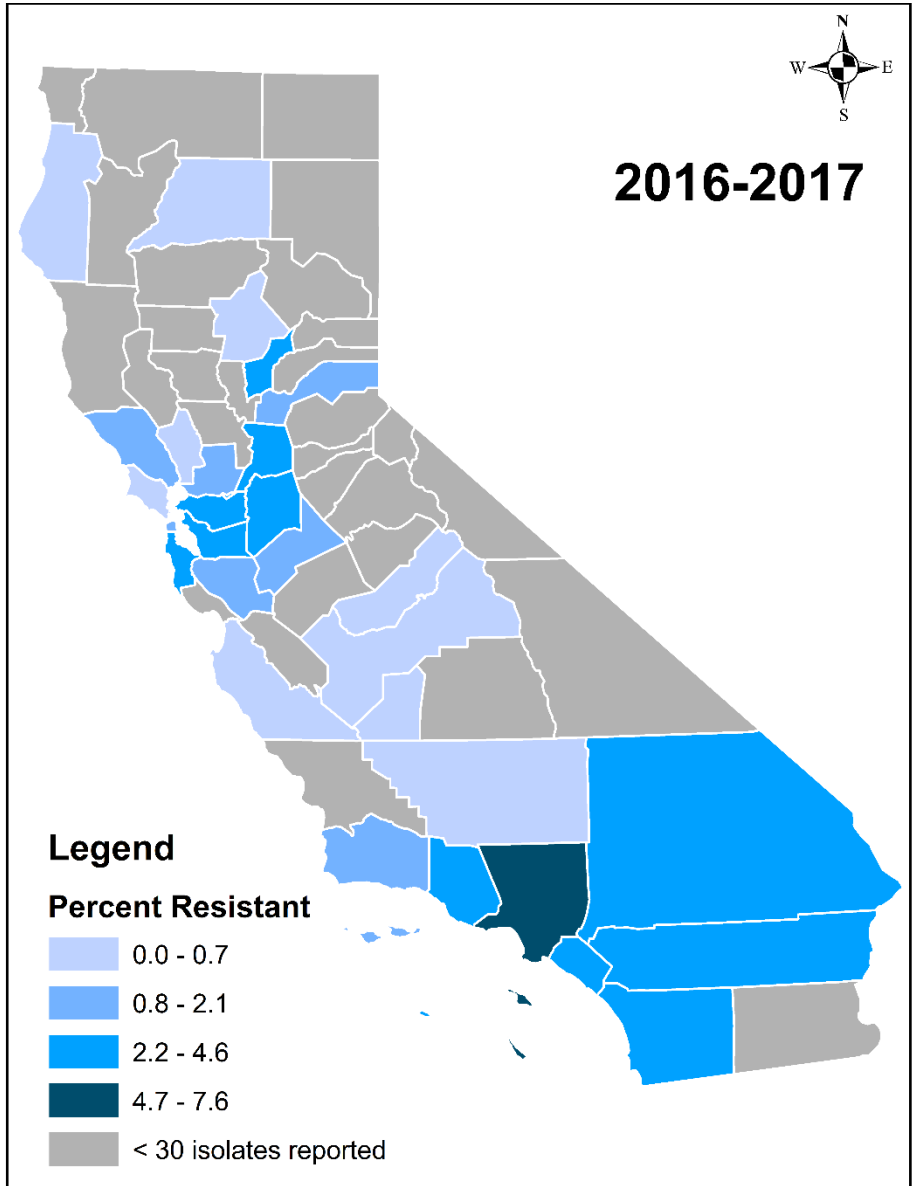 N
W E
S
2016-2017
Legend
Percent Resistant
0.0 - 0.7
0.8 - 2.1
2.2 - 4.6
4.7 - 7.6
< 30 isolates reported